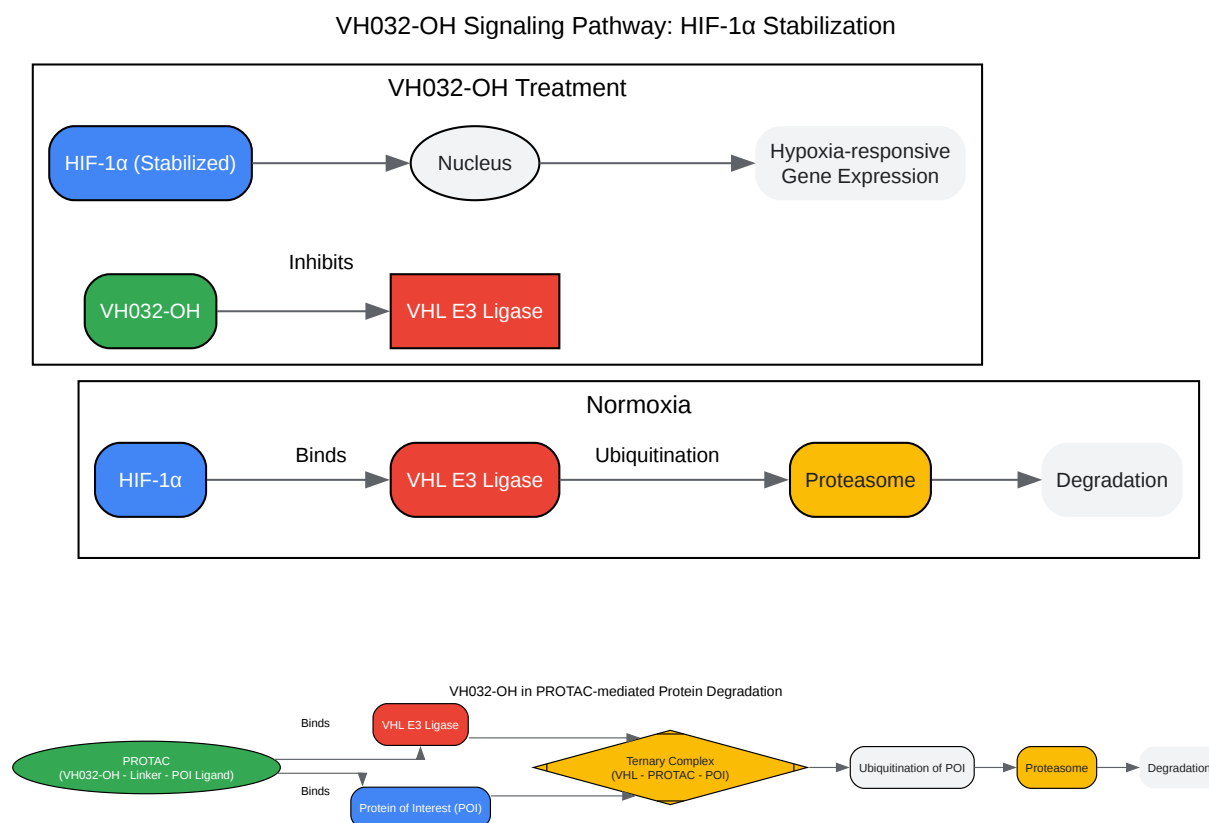 VH032-OH Signaling Pathway: HIF-1α Stabilization
VH032-OH Treatment
HIF-1α (Stabilized)
Nucleus
Hypoxia-responsive
Gene Expression
Inhibits
VH032-OH
VHL E3 Ligase
Normoxia
HIF-1α
Binds
VHL E3 Ligase
Ubiquitination
Proteasome
Degradation
VH032-OH in PROTAC-mediated Protein Degradation
PROTAC
(VH032-OH - Linker - POI Ligand)
Binds
VHL E3 Ligase
Binds
Protein of Interest (POI)
Ternary Complex
(VHL - PROTAC - POI)
Ubiquitination of POI
Proteasome
Degradation